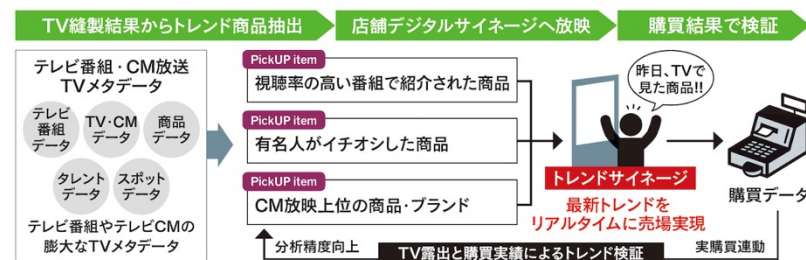 TV縫製結果からトレンド商品抽出
店舗デジタルサイネージへ放映
購買結果で検証
テレビ番組・CM放送
TVメタデータ
テレビ
番組
データ
TV・CM
データ
商品
データ
タレント
データ
スポット
データ
テレビ番組やテレビCMの
膨大なTVメタデータ
PickUP item
視聴率の高い番組で紹介された商品
PickUP item
有名人がイチオシした商品
PickUP item
CM放映上位の商品・ブランド
昨日、TVで
見た商品!!
トレンドサイネージ
最新トレンドを
リアルタイムに売場実現
購買データ
分析精度向上
TV露出と購買実績によるトレンド検証
実購買連動